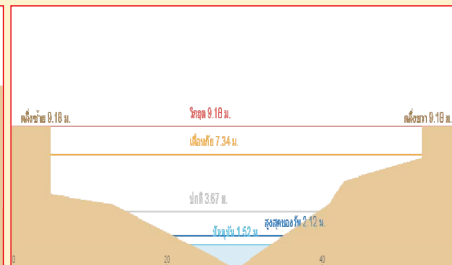 ตลิ่งซ้าย 9.18 ม.
วิกฤต 9.18 ม.
ตลิ่งขวา 9.18 ม.
เตือนภัย 7.34 ม.
ปกติ 3.67 ม.
สูงสุดของวัน 2.12 ม.
ปัจจุบัน 1.52 ม.
0
20
40